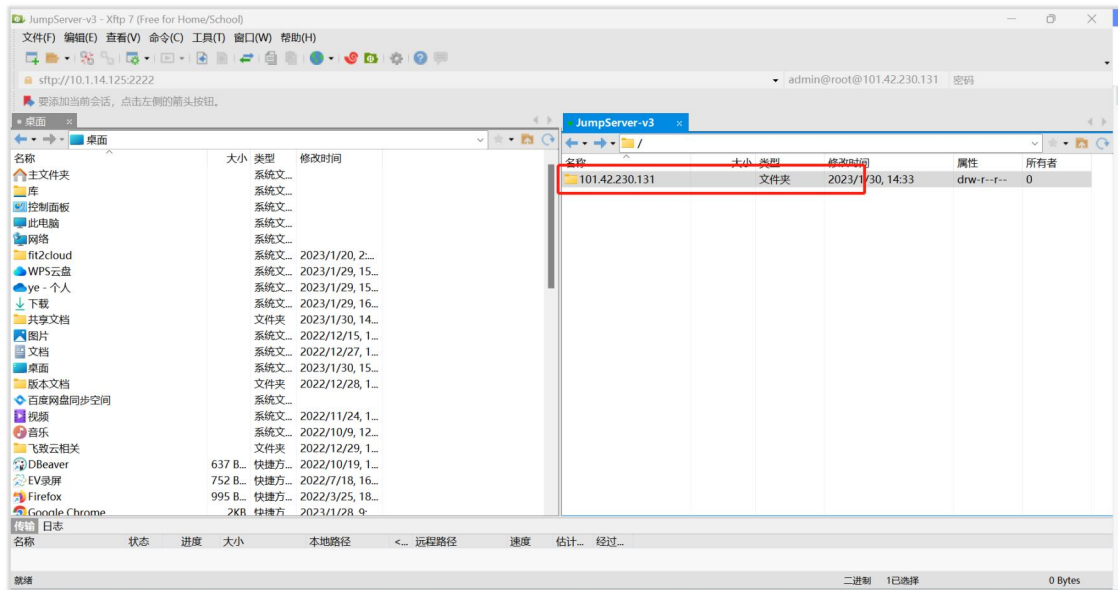 JumpServer-v3 - Xftp 7 (Free for Home/School)
文件(F) 编辑(E) 查看(V) 命令(C) 工具(T) 窗口(W) 帮助(H)
sftp://10.1.14.125:2222 admin@root@101.42.230.131 密码
要添加当前会话，点击左侧的箭头按钮。
桌面 × JumpServer-v3 ×
桌面 /
名称 大小 类型 修改时间 名称 大小 类型 修改时间 属性 所有者
主文件夹 系统文... 101.42.230.131 文件夹 2023/1/30, 14:33 drw-r--r-- 0
库 系统文...
控制面板 系统文...
此电脑 系统文...
网络 系统文...
fit2cloud 系统文... 2023/1/20, 2:...
WPS云盘 系统文... 2023/1/29, 15...
ye - 个人 系统文... 2023/1/29, 15...
下载 系统文... 2023/1/29, 16...
共享文档 文件夹 2023/1/30, 14...
图片 系统文... 2022/12/15, 1...
文档 系统文... 2022/12/27, 1...
桌面 系统文... 2023/1/30, 15...
版本文档 文件夹 2022/12/28, 1...
百度网盘同步空间 系统文...
视频 系统文... 2022/11/24, 1...
音乐 系统文... 2022/10/9, 12...
飞致云相关 文件夹 2022/12/29, 1...
DBeaver 637 B... 快捷方... 2022/10/19, 1...
EV录屏 752 B... 快捷方... 2022/7/18, 16...
Firefox 995 B... 快捷方... 2022/3/25, 18...
Google Chrome 2KB 快捷方 2023/1/28, 9:
传输 日志
名称 状态 进度 大小 本地路径 <... 远程路径 速度 估计... 经过...
就绪 二进制 1已选择 0 Bytes